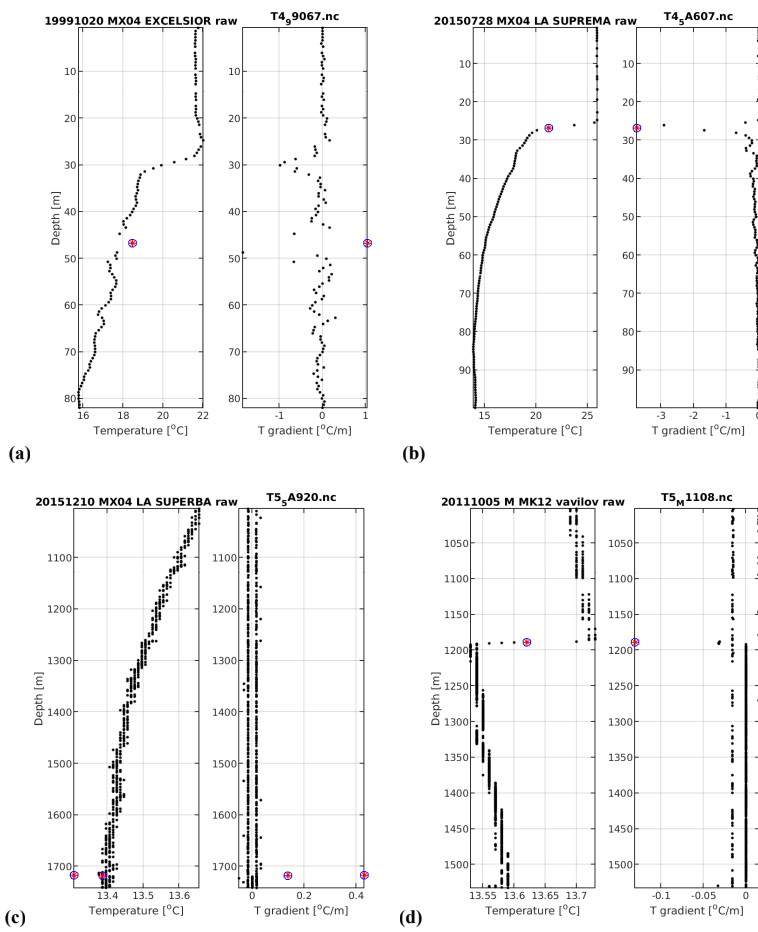 19991020 MX04 EXCELSIOR raw T4₉9067.nc
10
20
30
40
50
60
70
80
Depth [m]
16 18 20 22
Temperature [°C]
-1 0 1
T gradient [°C/m]
(a)
20150728 MX04 LA SUPREMA raw T4₅A607.nc
10
20
30
40
50
60
70
80
90
Depth [m]
15 20 25
Temperature [°C]
-3 -2 -1 0
T gradient [°C/m]
(b)
20151210 MX04 LA SUPERBA raw T5₅A920.nc
1100
1200
1300
1400
1500
1600
1700
Depth [m]
13.4 13.5 13.6
Temperature [°C]
0 0.2 0.4
T gradient [°C/m]
(c)
20111005 M MK12 vavilov raw T5ₘ1108.nc
1050
1100
1150
1200
1250
1300
1350
1400
1450
1500
Depth [m]
13.55 13.6 13.65 13.7
Temperature [°C]
-0.1 -0.05 0
T gradient [°C/m]
(d)